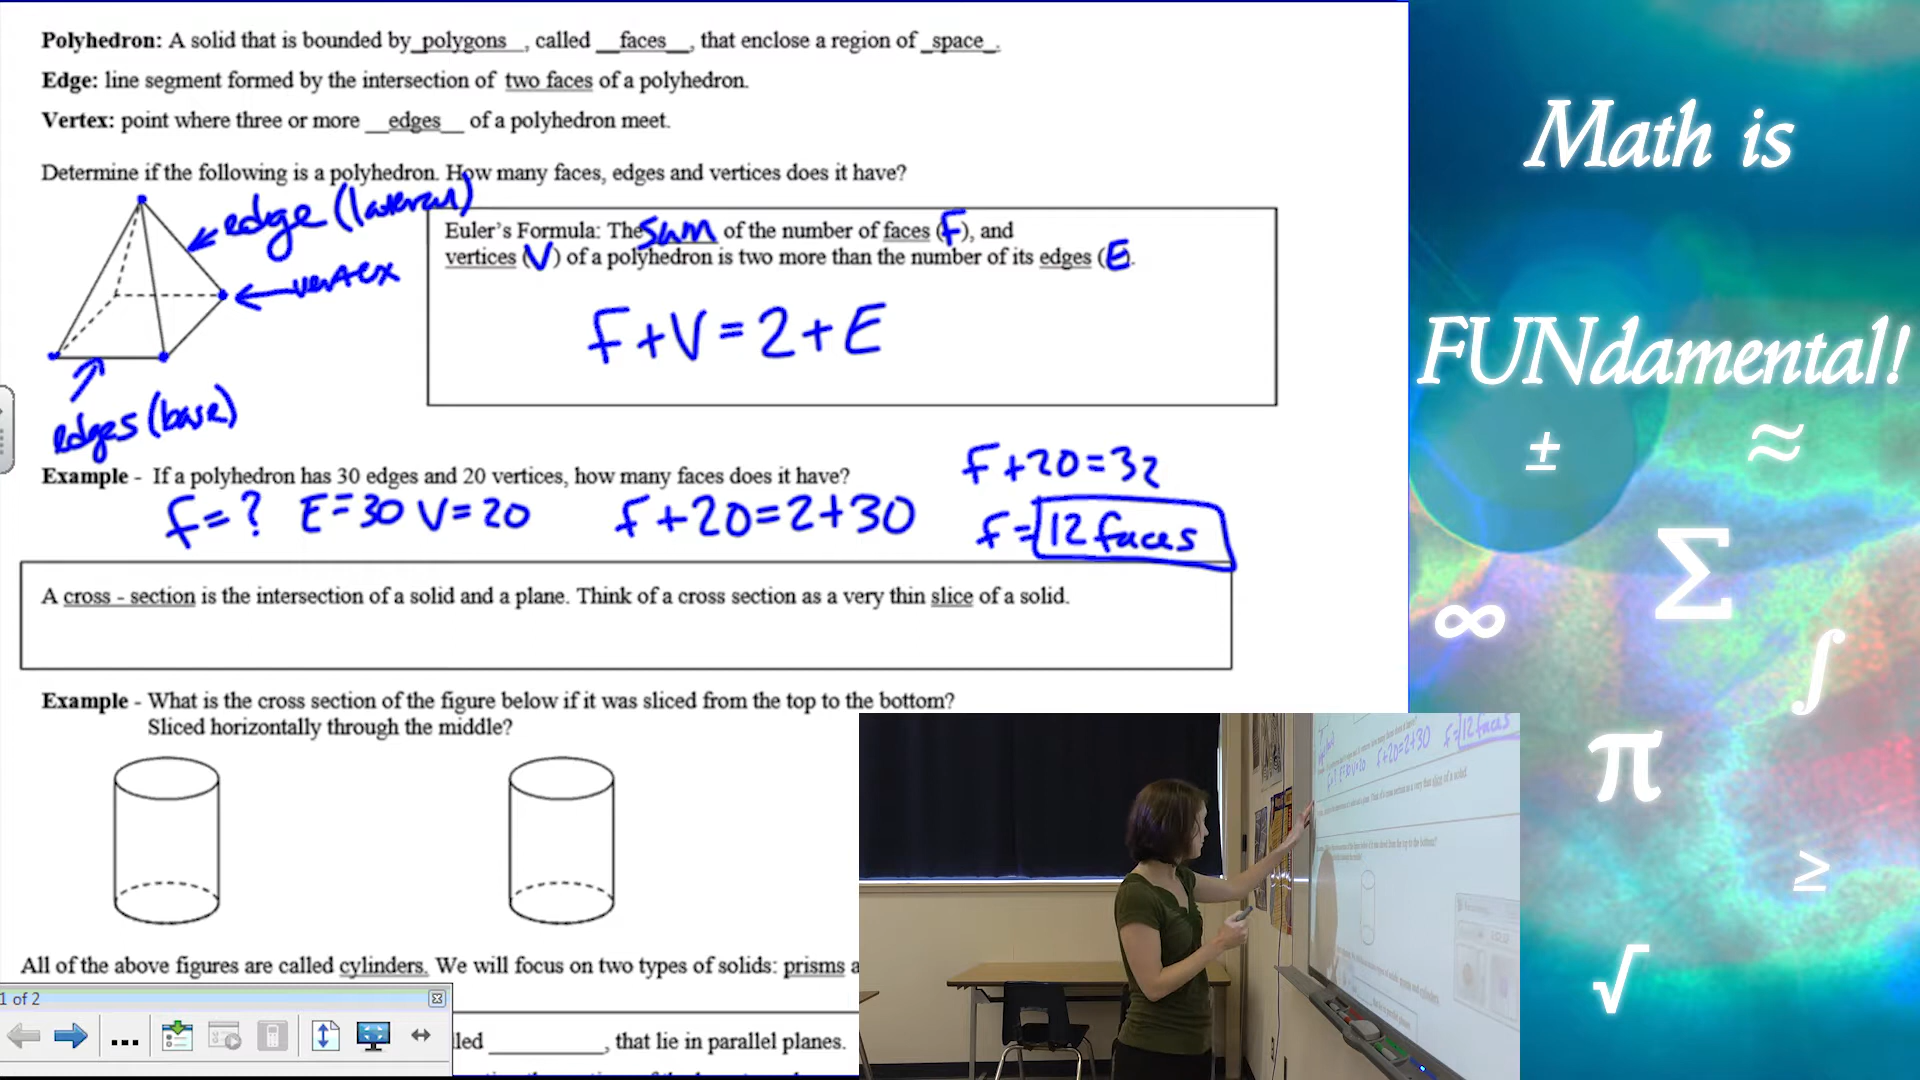 Polyhedron: A solid that is bounded by polygons , called faces , that enclose a region of space .
Edge: line segment formed by the intersection of two faces of a polyhedron.
Vertex: point where three or more edges of a polyhedron meet.
Determine if the following is a polyhedron. How many faces, edges and vertices does it have?
edge (lateral)
vertex
edges (base)
Euler's Formula: The sum of the number of faces (F), and
vertices (V) of a polyhedron is two more than the number of its edges (E.
F+V=2+E
Example - If a polyhedron has 30 edges and 20 vertices, how many faces does it have?
F=? E=30 V=20
F+20=2+30
F+20=32
F=12 faces
A cross - section is the intersection of a solid and a plane. Think of a cross section as a very thin slice of a solid.
Example - What is the cross section of the figure below if it was sliced from the top to the bottom?
Sliced horizontally through the middle?
All of the above figures are called cylinders. We will focus on two types of solids: prisms a
1 of 2
...
led __________, that lie in parallel planes.
Math is
FUNdamental!
± ≈
Σ
∞
∫
π
≥
√
F+20=2+30
F=12 faces